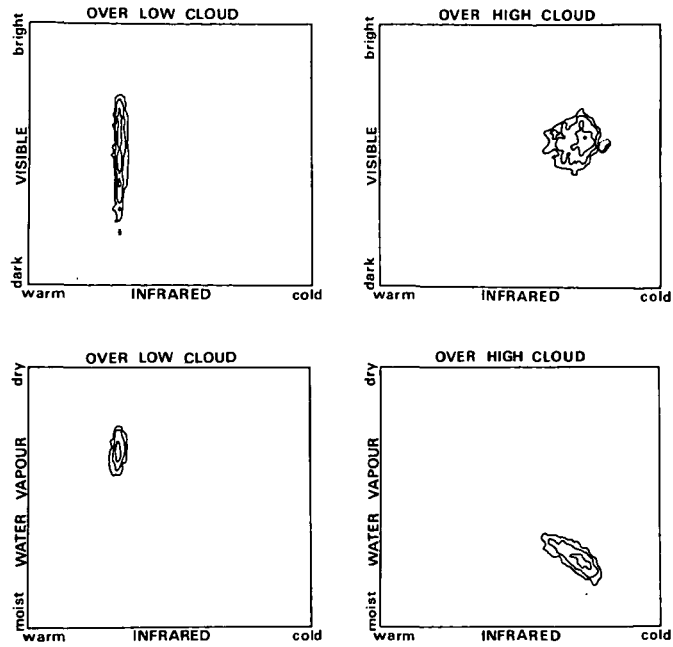 OVER LOW CLOUD
bright
VISIBLE
dark
warm INFRARED cold
OVER HIGH CLOUD
bright
VISIBLE
dark
warm INFRARED cold
OVER LOW CLOUD
dry
WATER VAPOUR
moist
warm INFRARED cold
OVER HIGH CLOUD
dry
WATER VAPOUR
moist
warm INFRARED cold